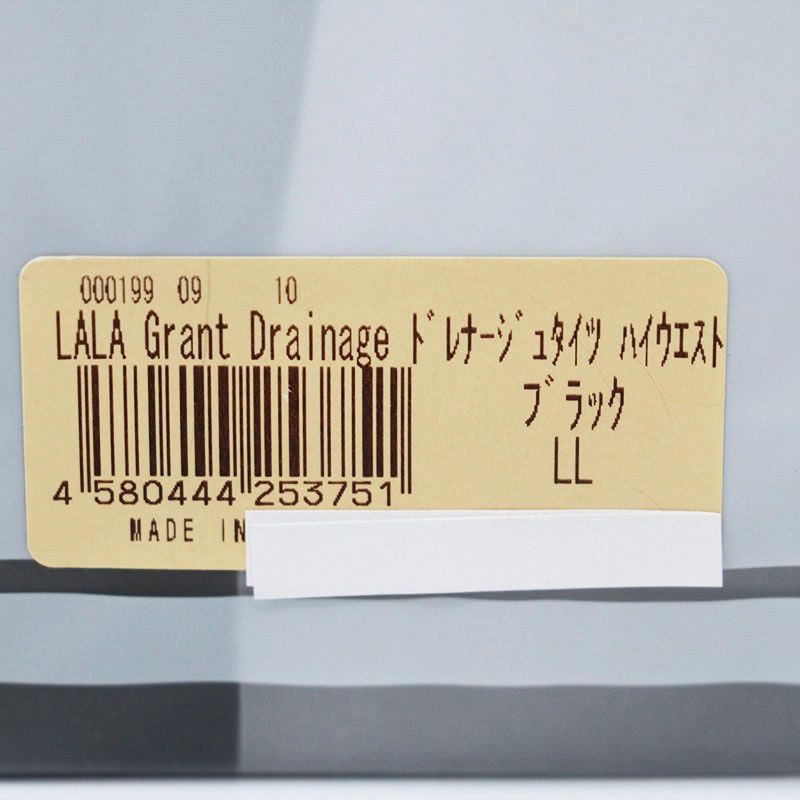 000199 09 10
LALA Grant Drainage ﾄﾞﾚﾅｰｼﾞｭﾀｲﾂ ﾊｲｳｴｽﾄ
ﾌﾞﾗｯｸ
LL
4 580444 253751
MADE IN